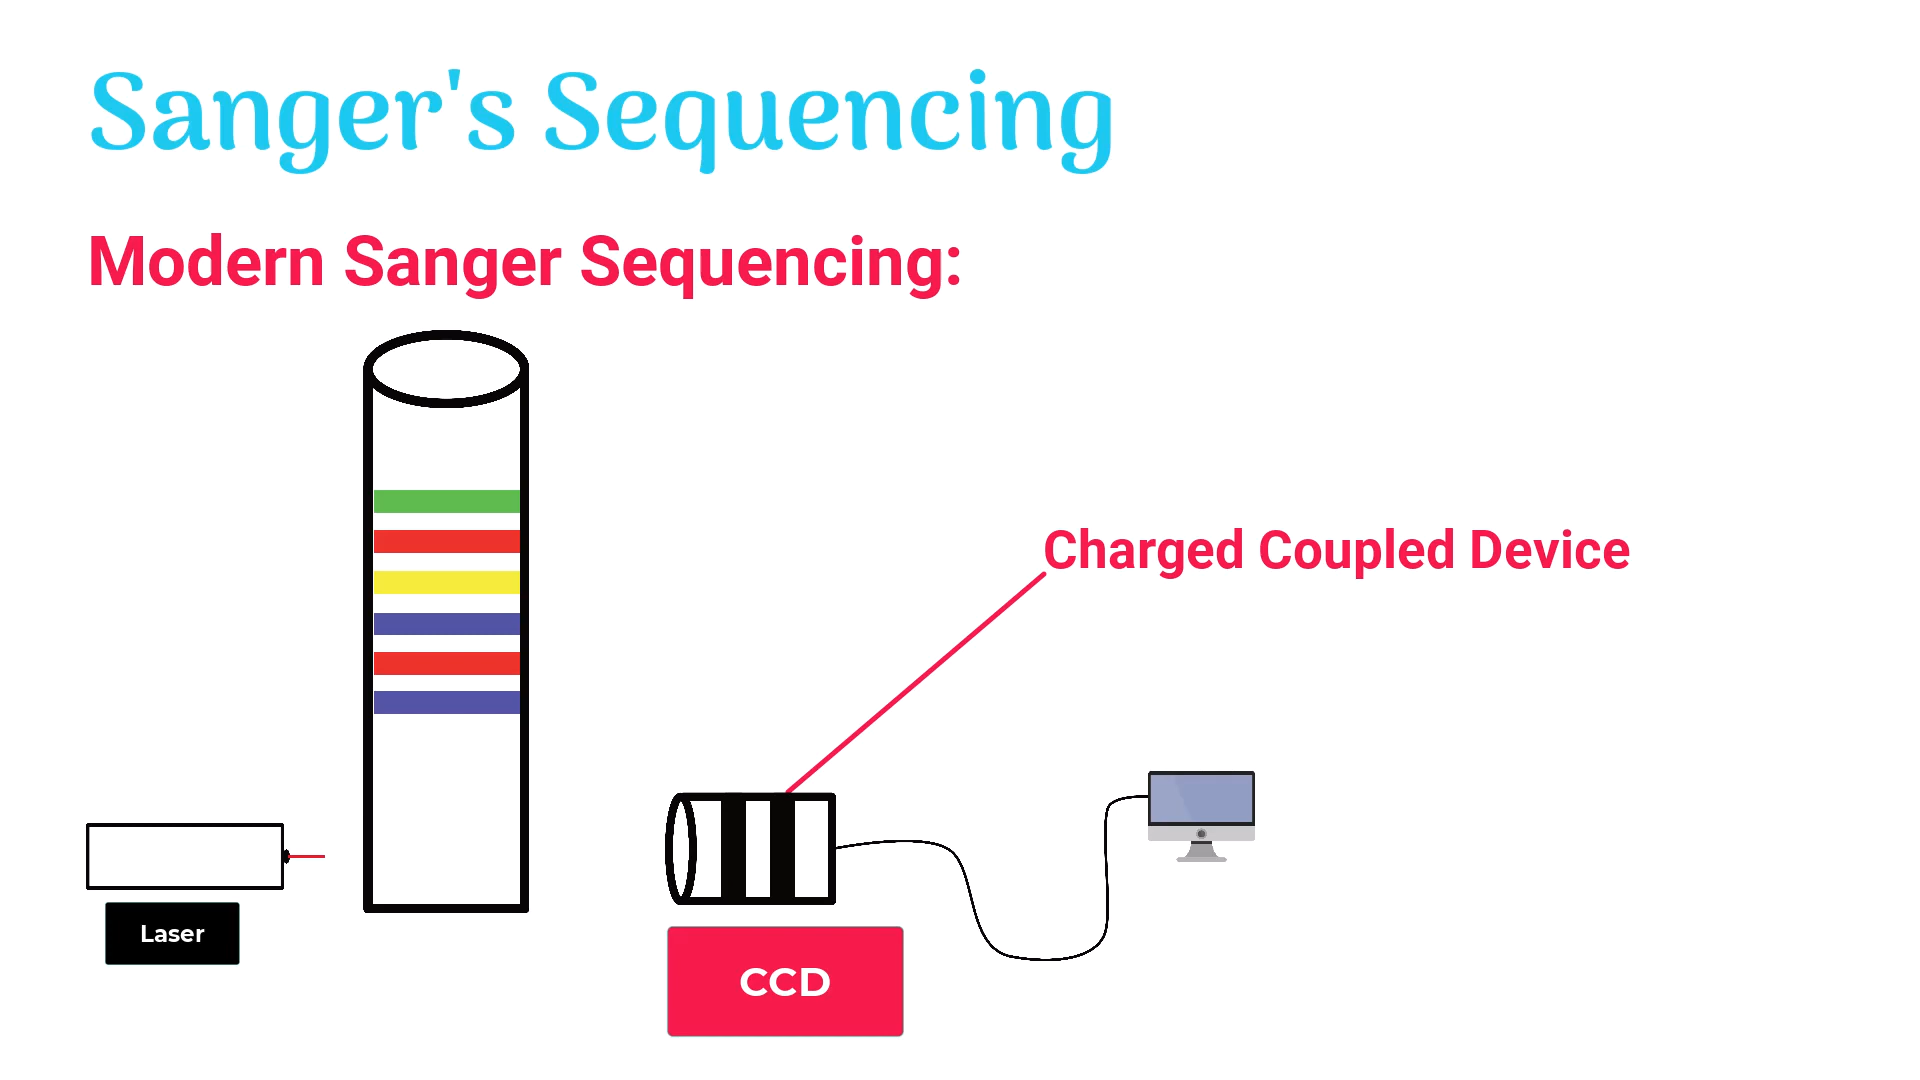 Sanger's Sequencing
Modern Sanger Sequencing:
Charged Coupled Device
Laser
CCD